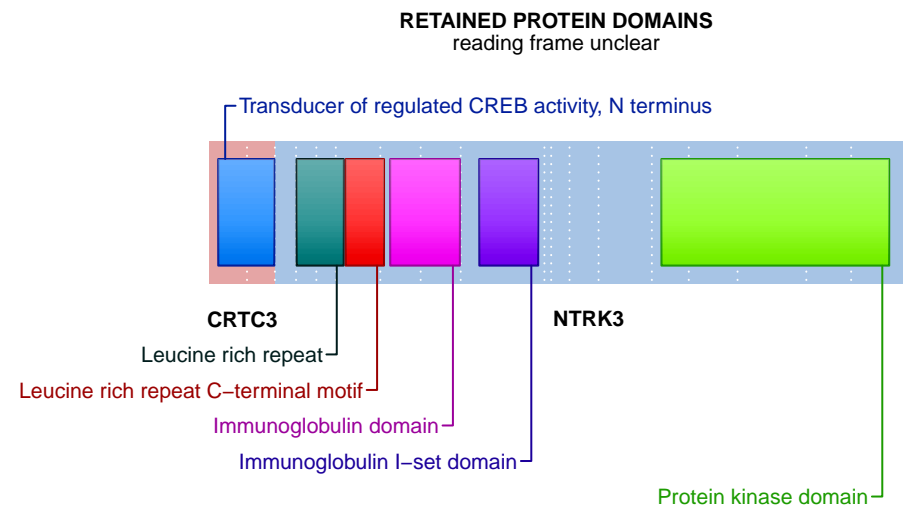 RETAINED PROTEIN DOMAINS
reading frame unclear
Transducer of regulated CREB activity, N terminus
CRTC3
NTRK3
Leucine rich repeat
Leucine rich repeat C−terminal motif
Immunoglobulin domain
Immunoglobulin I−set domain
Protein kinase domain